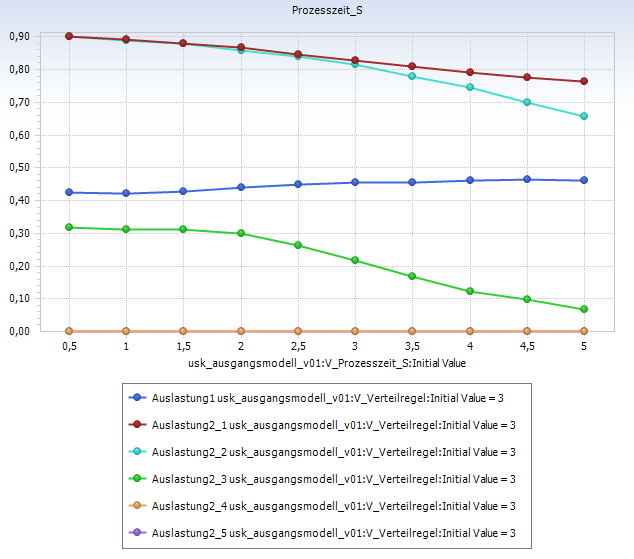 Prozesszeit_S
0,90
0,80
0,70
0,60
0,50
0,40
0,30
0,20
0,10
0,00
0,5 1 1,5 2 2,5 3 3,5 4 4,5 5
usk_ausgangsmodell_v01:V_Prozesszeit_S:Initial Value
Auslastung1 usk_ausgangsmodell_v01:V_Verteilregel:Initial Value = 3
Auslastung2_1 usk_ausgangsmodell_v01:V_Verteilregel:Initial Value = 3
Auslastung2_2 usk_ausgangsmodell_v01:V_Verteilregel:Initial Value = 3
Auslastung2_3 usk_ausgangsmodell_v01:V_Verteilregel:Initial Value = 3
Auslastung2_4 usk_ausgangsmodell_v01:V_Verteilregel:Initial Value = 3
Auslastung2_5 usk_ausgangsmodell_v01:V_Verteilregel:Initial Value = 3